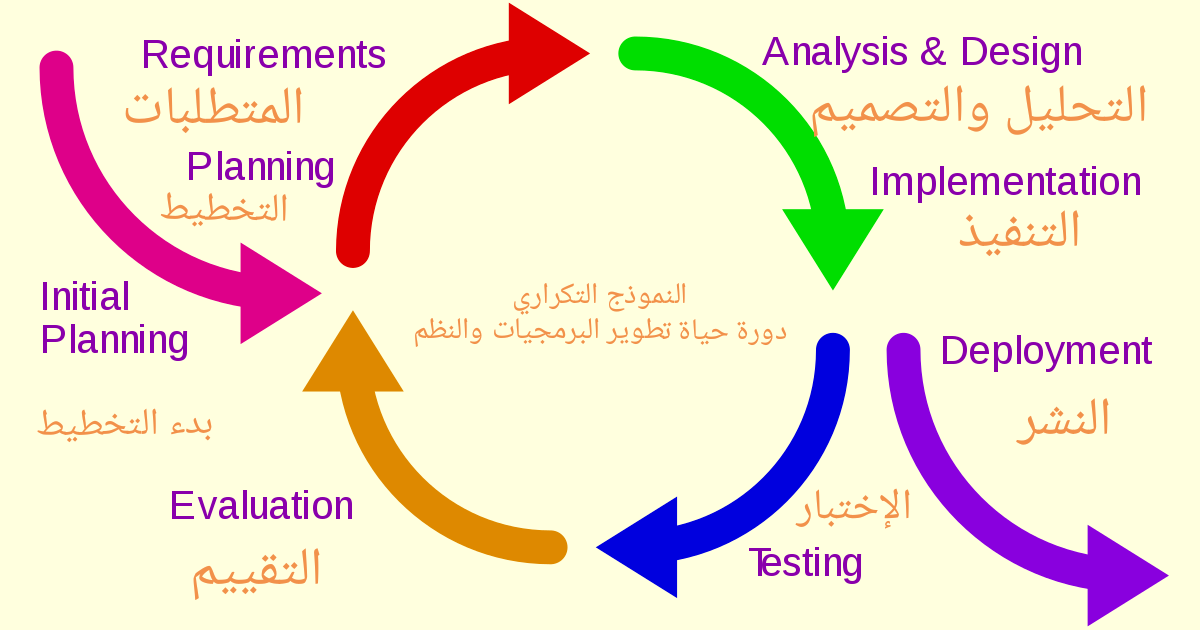 Requirements
المتطلبات
Planning
التخطيط
Analysis & Design
التحليل والتصميم
Implementation
التنفيذ
Initial
Planning
بدء التخطيط
النموذج التكراري
دورة حياة تطوير البرمجيات والنظم
Deployment
النشر
Evaluation
التقييم
الإختبار
Testing